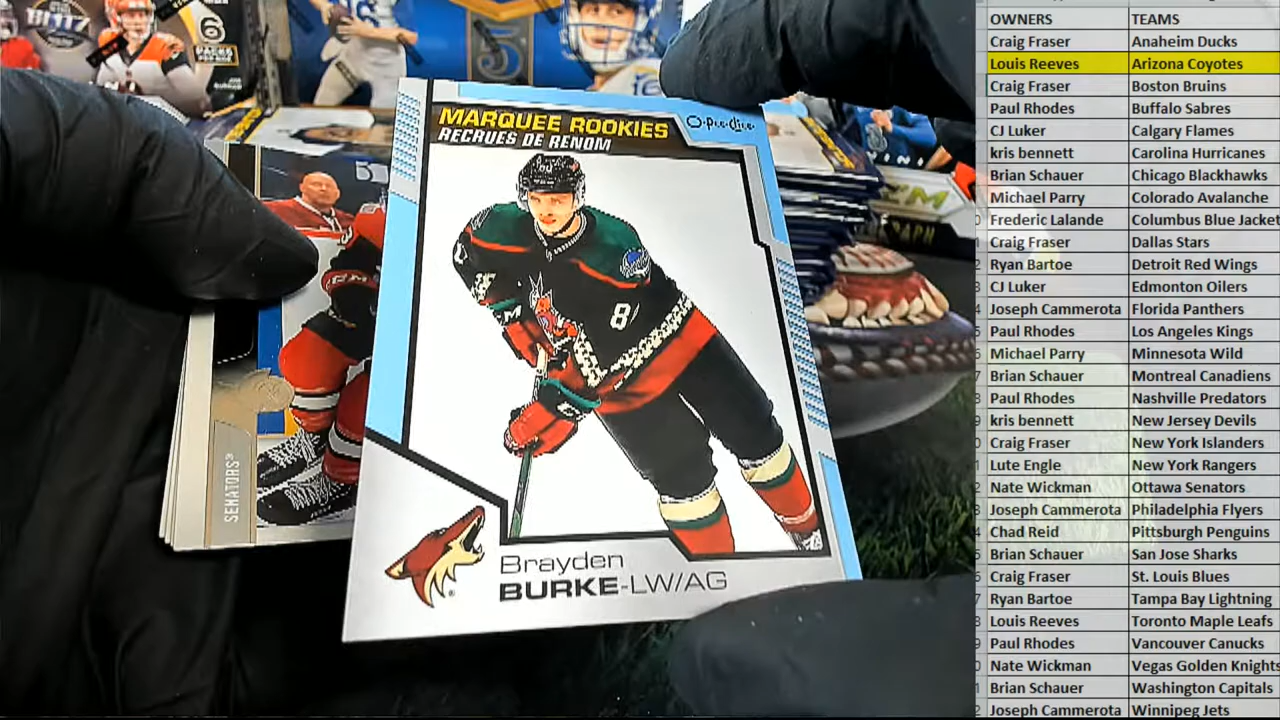 BLITZ
6
PACKS
5
16
MARQUEE ROOKIES
O-Pee-Chee
RECRUES DE RENOM
8
SENATORS
Brayden
BURKE-LW/AG
OWNERS TEAMS
Craig Fraser Anaheim Ducks
Louis Reeves Arizona Coyotes
Craig Fraser Boston Bruins
Paul Rhodes Buffalo Sabres
CJ Luker Calgary Flames
kris bennett Carolina Hurricanes
Brian Schauer Chicago Blackhawks
Michael Parry Colorado Avalanche
Frederic Lalande Columbus Blue Jacket
Craig Fraser Dallas Stars
Ryan Bartoe Detroit Red Wings
CJ Luker Edmonton Oilers
Joseph Cammerota Florida Panthers
Paul Rhodes Los Angeles Kings
Michael Parry Minnesota Wild
Brian Schauer Montreal Canadiens
Paul Rhodes Nashville Predators
kris bennett New Jersey Devils
Craig Fraser New York Islanders
Lute Engle New York Rangers
Nate Wickman Ottawa Senators
Joseph Cammerota Philadelphia Flyers
Chad Reid Pittsburgh Penguins
Brian Schauer San Jose Sharks
Craig Fraser St. Louis Blues
Ryan Bartoe Tampa Bay Lightning
Louis Reeves Toronto Maple Leafs
Paul Rhodes Vancouver Canucks
Nate Wickman Vegas Golden Knights
Brian Schauer Washington Capitals
Joseph Cammerota Winnipeg Jets